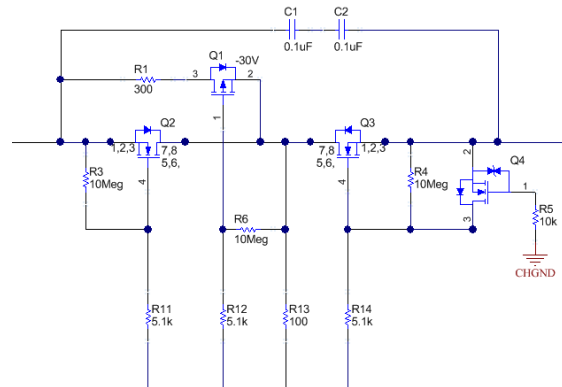 C1
C2
0.1uF
0.1uF
Q1
-30V
R1
3
2
300
1
Q2
Q3
1,2,3
7,8
5,6,
7,8
5,6,
1,2,3
4
4
R3
10Meg
R4
10Meg
2
Q4
1
3
R5
10k
R6
10Meg
CHGND
R11
5.1k
R12
5.1k
R13
100
R14
5.1k